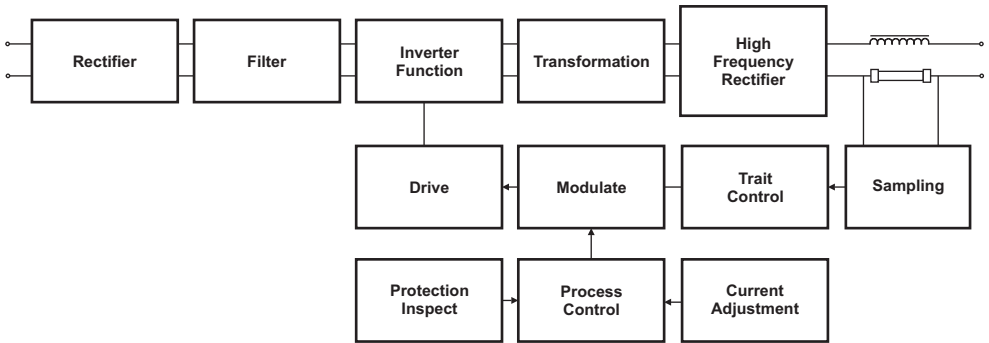 Rectifier
Filter
Inverter
Function
Transformation
High
Frequency
Rectifier
Drive
Modulate
Trait
Control
Sampling
Protection
Inspect
Process
Control
Current
Adjustment